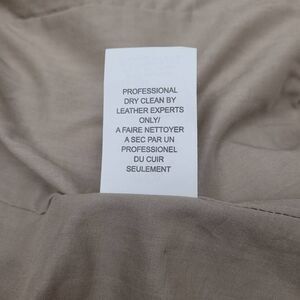 PROFESSIONAL
DRY CLEAN BY
LEATHER EXPERTS
ONLY/
A FAIRE NETTOYER
A SEC PAR UN
PROFESSIONEL
DU CUIR
SEULEMENT